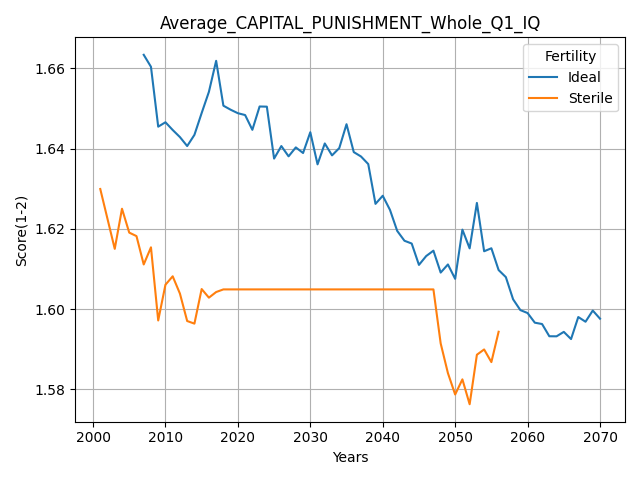 Average_CAPITAL_PUNISHMENT_Whole_Q1_IQ
Fertility
Ideal
Sterile
Score(1-2)
1.66
1.64
1.62
1.60
1.58
2000 2010 2020 2030 2040 2050 2060 2070
Years